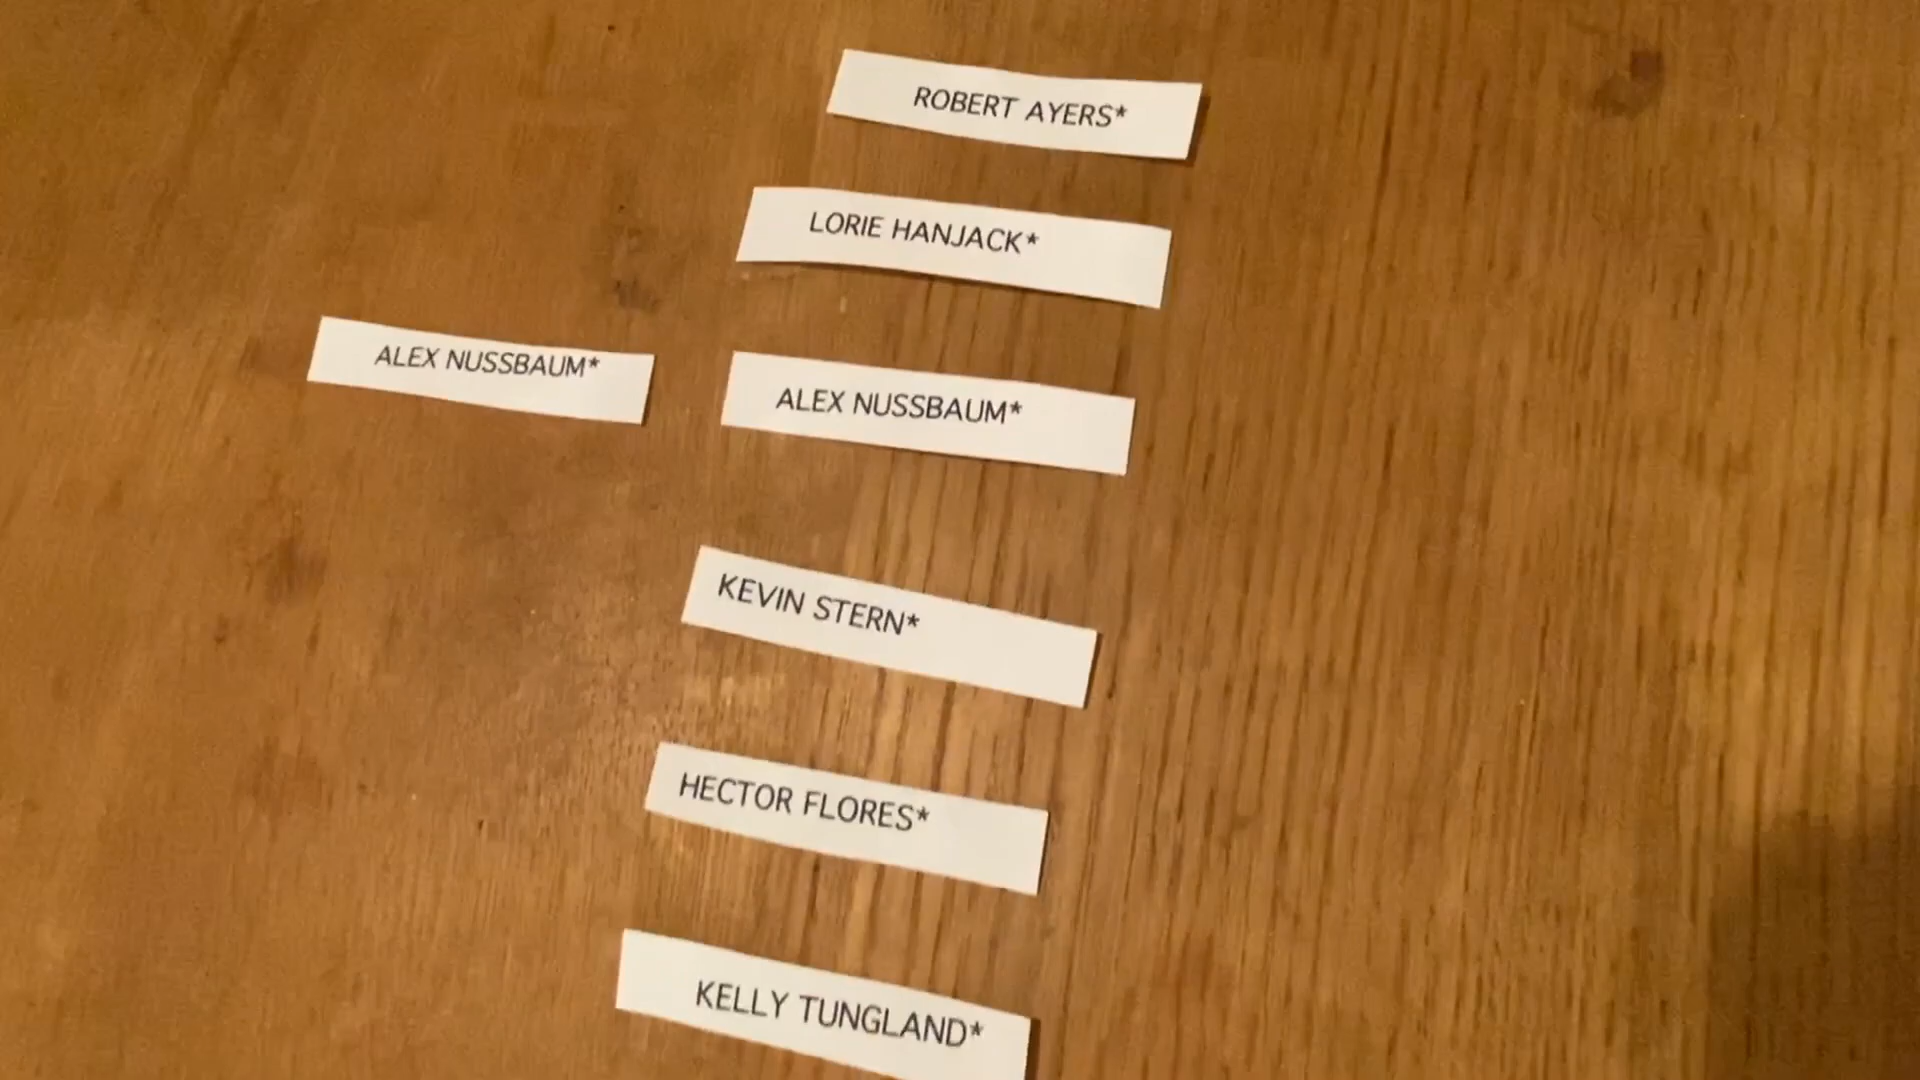 ROBERT AYERS*
LORIE HANJACK*
ALEX NUSSBAUM*
ALEX NUSSBAUM*
KEVIN STERN*
HECTOR FLORES*
KELLY TUNGLAND*